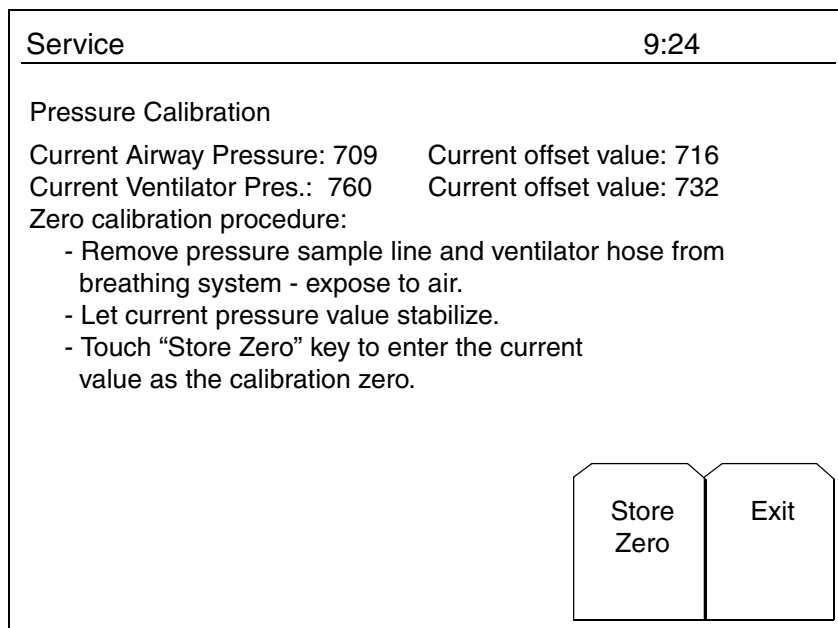 Service 9:24
Pressure Calibration
Current Airway Pressure: 709 Current offset value: 716
Current Ventilator Pres.: 760 Current offset value: 732
Zero calibration procedure:
- Remove pressure sample line and ventilator hose from
breathing system - expose to air.
- Let current pressure value stabilize.
- Touch “Store Zero” key to enter the current
value as the calibration zero.
Store Exit
Zero